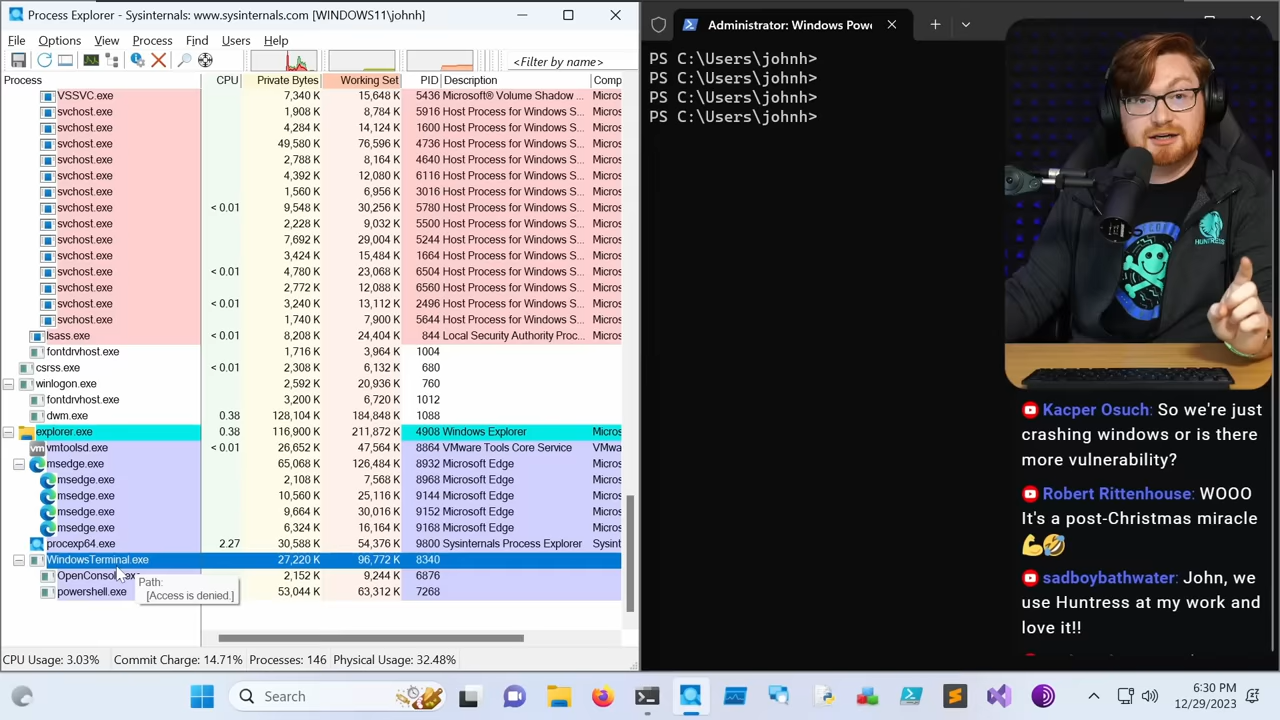 Process Explorer - Sysinternals: www.sysinternals.com [WINDOWS11\johnh]
File Options View Process Find Users Help
<Filter by name>
Process CPU Private Bytes Working Set PID Description Comp
VSSVC.exe 7,340 K 15,648 K 5436 Microsoft® Volume Shadow ... Micros
svchost.exe 1,908 K 8,784 K 5916 Host Process for Windows S... Micros
svchost.exe 4,284 K 14,124 K 1600 Host Process for Windows S... Micros
svchost.exe 49,580 K 76,596 K 4736 Host Process for Windows S... Micros
svchost.exe 2,788 K 8,164 K 4640 Host Process for Windows S... Micros
svchost.exe 4,392 K 12,080 K 6116 Host Process for Windows S... Micros
svchost.exe 1,560 K 6,956 K 3016 Host Process for Windows S... Micros
svchost.exe < 0.01 9,548 K 30,256 K 5780 Host Process for Windows S... Micros
svchost.exe 2,228 K 9,032 K 5500 Host Process for Windows S... Micros
svchost.exe 7,692 K 29,004 K 5244 Host Process for Windows S... Micros
svchost.exe 3,424 K 15,484 K 1664 Host Process for Windows S... Micros
svchost.exe < 0.01 4,780 K 23,068 K 6504 Host Process for Windows S... Micros
svchost.exe 2,772 K 12,088 K 6560 Host Process for Windows S... Micros
svchost.exe < 0.01 3,240 K 13,112 K 2496 Host Process for Windows S... Micros
svchost.exe 1,740 K 7,900 K 5644 Host Process for Windows S... Micros
lsass.exe < 0.01 8,208 K 24,404 K 844 Local Security Authority Proc... Micros
fontdrvhost.exe 1,716 K 3,964 K 1004
csrss.exe < 0.01 2,308 K 6,132 K 680
winlogon.exe 2,592 K 20,936 K 760
fontdrvhost.exe 3,200 K 6,720 K 1012
dwm.exe 0.38 128,104 K 184,848 K 1088
explorer.exe 0.38 116,900 K 211,872 K 4908 Windows Explorer Micros
vmtoolsd.exe < 0.01 26,652 K 47,564 K 8864 VMware Tools Core Service VMwa
msedge.exe 65,068 K 126,484 K 8932 Microsoft Edge Micros
msedge.exe 2,108 K 7,568 K 8968 Microsoft Edge Micros
msedge.exe 10,560 K 25,116 K 9144 Microsoft Edge Micros
msedge.exe 9,664 K 30,016 K 9152 Microsoft Edge Micros
msedge.exe 6,324 K 16,164 K 9168 Microsoft Edge Micros
procexp64.exe 2.27 30,588 K 54,376 K 9800 Sysinternals Process Explorer Sysint
WindowsTerminal.exe 27,220 K 96,772 K 8340
OpenConsole.exe 2,152 K 9,244 K 6876
powershell.exe 53,044 K 63,312 K 7268
Path:
[Access is denied.]
CPU Usage: 3.03% Commit Charge: 14.71% Processes: 146 Physical Usage: 32.48%
Administrator: Windows Powe
PS C:\Users\johnh>
PS C:\Users\johnh>
PS C:\Users\johnh>
PS C:\Users\johnh>
HUNTRESS
Kacper Osuch: So we're just
crashing windows or is there
more vulnerability?
Robert Rittenhouse: WOOO
It's a post-Christmas miracle
💪🤣
sadboybathwater: John, we
use Huntress at my work and
love it!!
Search
6:30 PM
12/29/2023